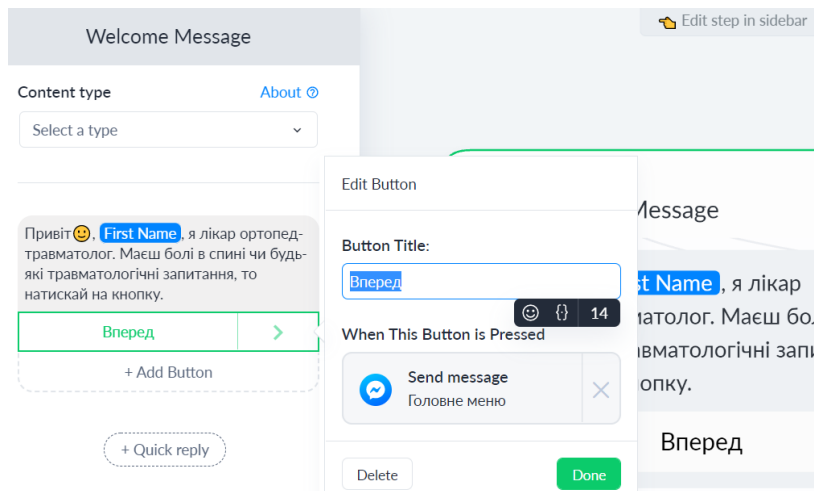 Welcome Message
Content type
About
Select a type
Привіт , First Name , я лікар ортопед-
травматолог. Маєш болі в спині чи будь-
які травматологічні запитання, то
натискай на кнопку.
Вперед
+ Add Button
+ Quick reply
Edit Button
Button Title:
Вперед
{} 14
When This Button is Pressed
Send message
Головне меню
Delete
Done
Edit step in sidebar
Message
st Name , я лікар
матолог. Маєш бол
авматологічні запи
опку.
Вперед